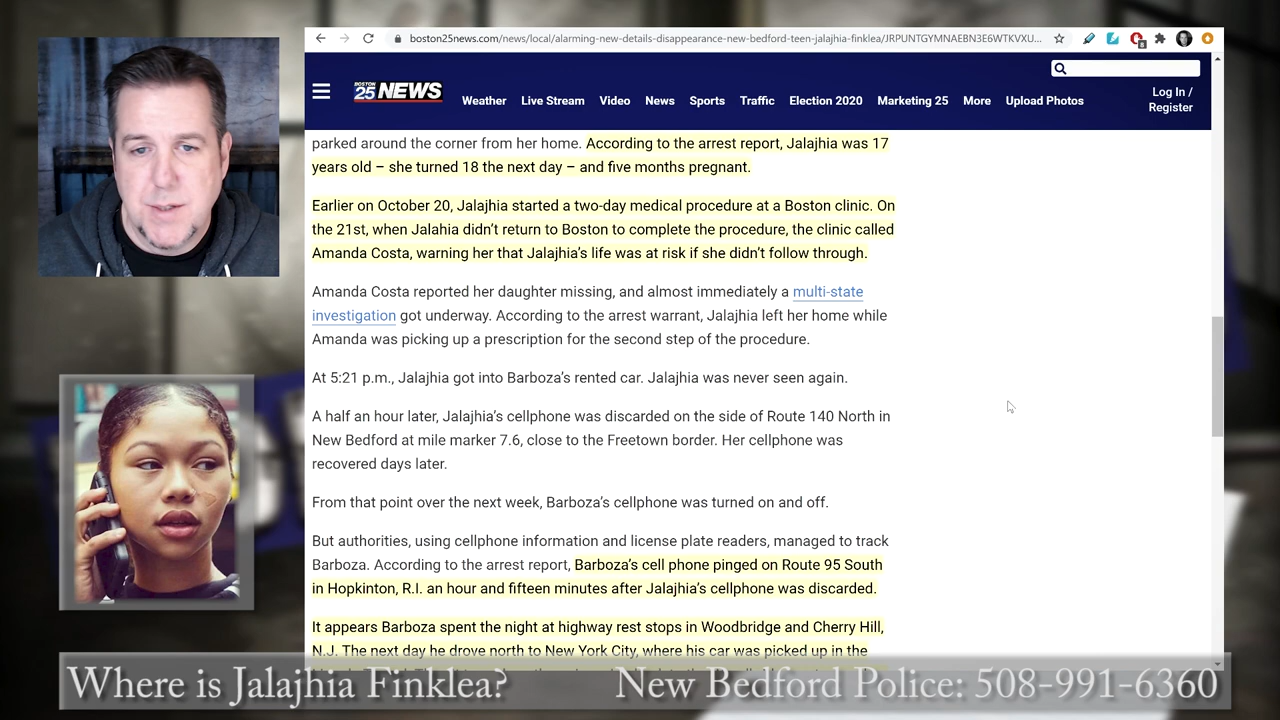 boston25news.com/news/local/alarming-new-details-disappearance-new-bedford-teen-jalajhia-finklea/JRPUNTGYMNAEBN3E6WTKVXU...
BOSTON
25 NEWS
Weather Live Stream Video News Sports Traffic Election 2020 Marketing 25 More Upload Photos
Log In /
Register
parked around the corner from her home. According to the arrest report, Jalajhia was 17
years old – she turned 18 the next day – and five months pregnant.
Earlier on October 20, Jalajhia started a two-day medical procedure at a Boston clinic. On
the 21st, when Jalahia didn’t return to Boston to complete the procedure, the clinic called
Amanda Costa, warning her that Jalajhia’s life was at risk if she didn’t follow through.
Amanda Costa reported her daughter missing, and almost immediately a multi-state
investigation got underway. According to the arrest warrant, Jalajhia left her home while
Amanda was picking up a prescription for the second step of the procedure.
At 5:21 p.m., Jalajhia got into Barboza’s rented car. Jalajhia was never seen again.
A half an hour later, Jalajhia’s cellphone was discarded on the side of Route 140 North in
New Bedford at mile marker 7.6, close to the Freetown border. Her cellphone was
recovered days later.
From that point over the next week, Barboza’s cellphone was turned on and off.
But authorities, using cellphone information and license plate readers, managed to track
Barboza. According to the arrest report, Barboza’s cell phone pinged on Route 95 South
in Hopkinton, R.I. an hour and fifteen minutes after Jalajhia’s cellphone was discarded.
It appears Barboza spent the night at highway rest stops in Woodbridge and Cherry Hill,
N.J. The next day he drove north to New York City, where his car was picked up in the
Where is Jalajhia Finklea? New Bedford Police: 508-991-6360